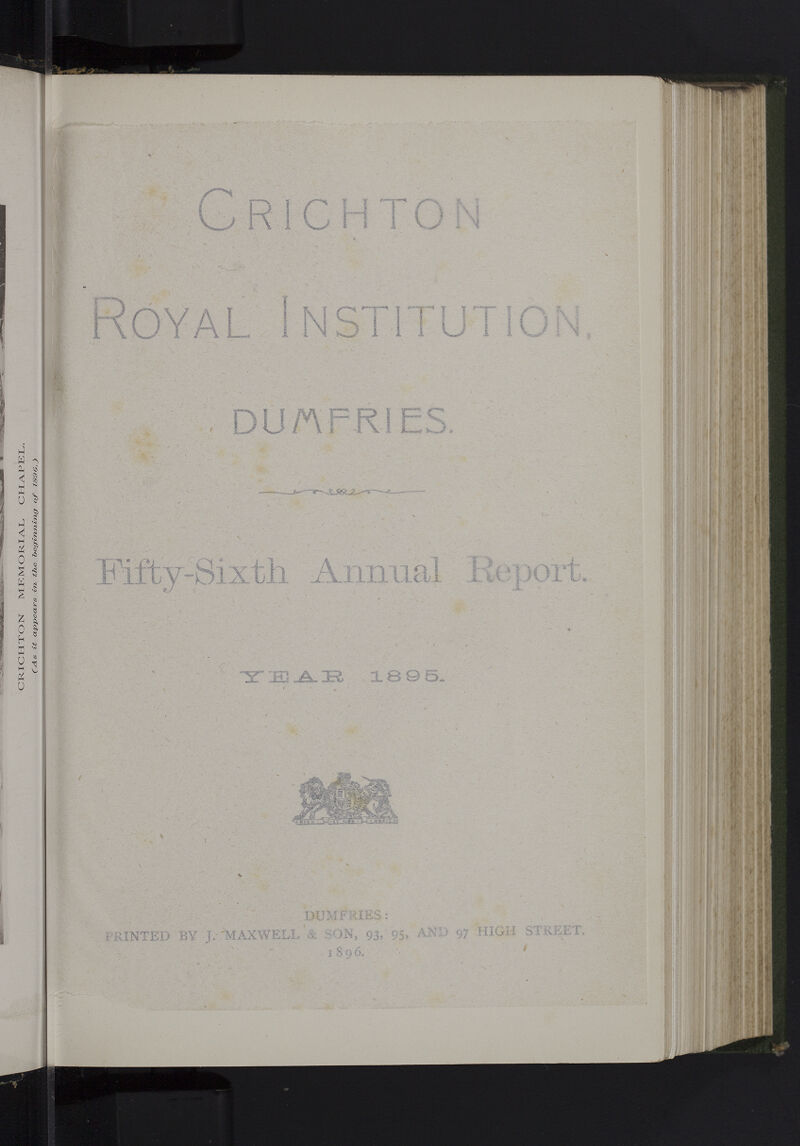 CRICHTON MEMORIAL CHAPEL.
(As it appears in the beginning of 1896.)
CRICHTON
ROYAL INSTITUTION,
DUMFRIES.
Fifty-Sixth Annual Report.
YEAR 1895.
DUMFRIES:
PRINTED BY J. MAXWELL & SON, 93, 95, AND 97 HIGH STREET.
1896.